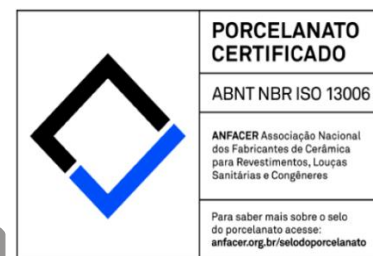 PORCELANATO
CERTIFICADO
ABNT NBR ISO 13006
ANFACER Associação Nacional
dos Fabricantes de Cerâmica
para Revestimentos, Louças
Sanitárias e Congêneres
Para saber mais sobre o selo
do porcelanato acesse:
anfacer.org.br/selodoporcelanato